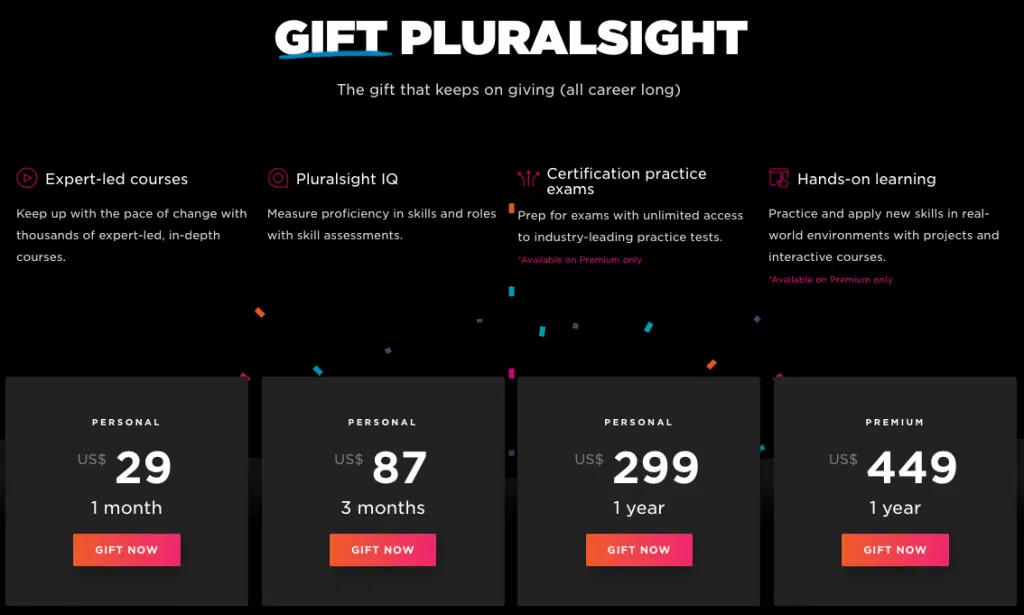 GIFT PLURALSIGHT
The gift that keeps on giving (all career long)
Expert-led courses
Keep up with the pace of change with
thousands of expert-led, in-depth
courses.
Pluralsight IQ
Measure proficiency in skills and roles
with skill assessments.
Certification practice
exams
Prep for exams with unlimited access
to industry-leading practice tests.
*Available on Premium only
Hands-on learning
Practice and apply new skills in real-
world environments with projects and
interactive courses.
*Available on Premium only
PERSONAL
US$ 29
1 month
GIFT NOW
PERSONAL
US$ 87
3 months
GIFT NOW
PERSONAL
US$ 299
1 year
GIFT NOW
PREMIUM
US$ 449
1 year
GIFT NOW